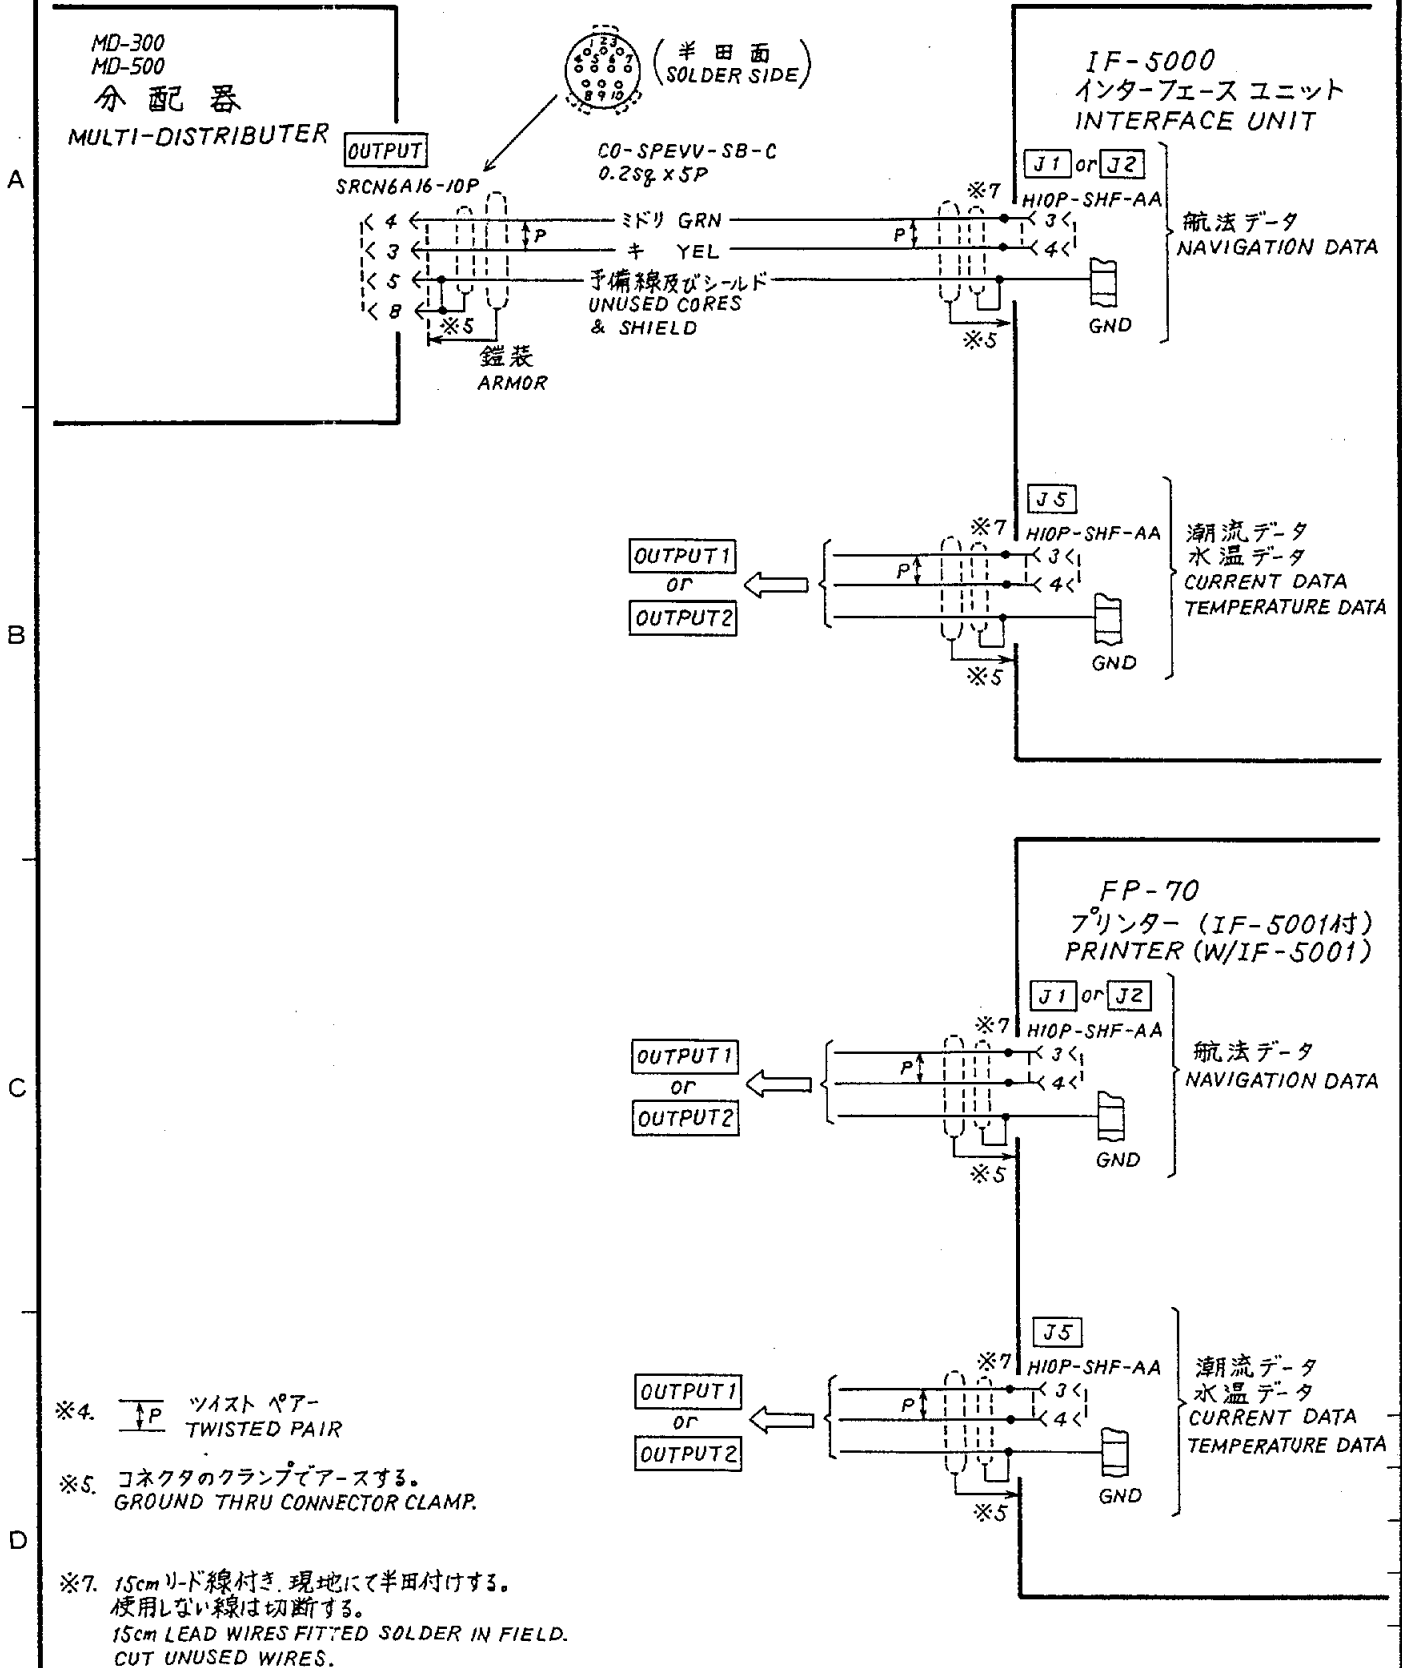 MD-300
MD-500
分配器
MULTI-DISTRIBUTER
OUTPUT
SRCN6A16-10P
4
3
5
8
※5
鎧装
ARMOR
1 2 3
4 5 6 7
8 9 10
(半田面
SOLDER SIDE)
CO-SPEVV-SB-C
0.2sq x 5P
P
ミドリ GRN
キ YEL
予備線及びシールド
UNUSED CORES
& SHIELD
P
※7
※5
IF-5000
インターフェース ユニット
INTERFACE UNIT
J1 or J2
H10P-SHF-AA
3
4
GND
航法データ
NAVIGATION DATA
OUTPUT1
or
OUTPUT2
P
※7
※5
J5
H10P-SHF-AA
3
4
GND
潮流データ
水温データ
CURRENT DATA
TEMPERATURE DATA
FP-70
プリンター (IF-5001付)
PRINTER (W/IF-5001)
OUTPUT1
or
OUTPUT2
P
※7
※5
J1 or J2
H10P-SHF-AA
3
4
GND
航法データ
NAVIGATION DATA
OUTPUT1
or
OUTPUT2
P
※7
※5
J5
H10P-SHF-AA
3
4
GND
潮流データ
水温データ
CURRENT DATA
TEMPERATURE DATA
※4. P ツイスト ペアー
TWISTED PAIR
※5. コネクタのクランプでアースする。
GROUND THRU CONNECTOR CLAMP.
※7. 15cmリード線付き.現地にて半田付けする。
使用しない線は切断する。
15cm LEAD WIRES FITTED SOLDER IN FIELD.
CUT UNUSED WIRES.
A
B
C
D